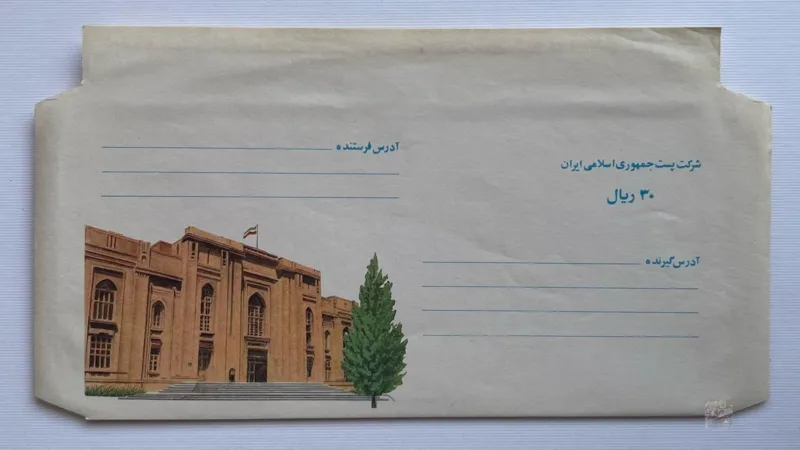 آدرس فرستنده
شرکت پست جمهوری اسلامی ایران
۳۰ ریال
آدرس گیرنده